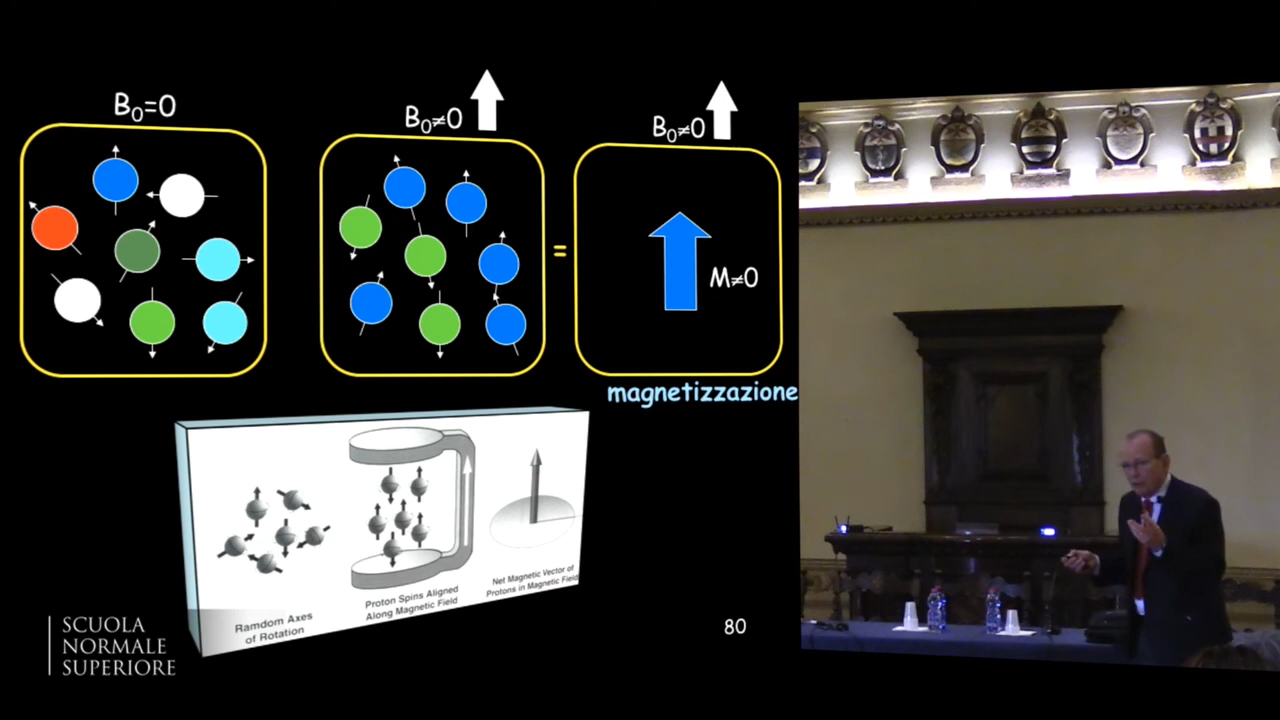 B₀=0
B₀≠0
B₀≠0
=
M≠0
magnetizzazione
Ramdom Axes
of Rotation
Proton Spins Aligned
Along Magnetic Field
Net Magnetic Vector of
Protons in Magnetic Field
SCUOLA
NORMALE
SUPERIORE
80